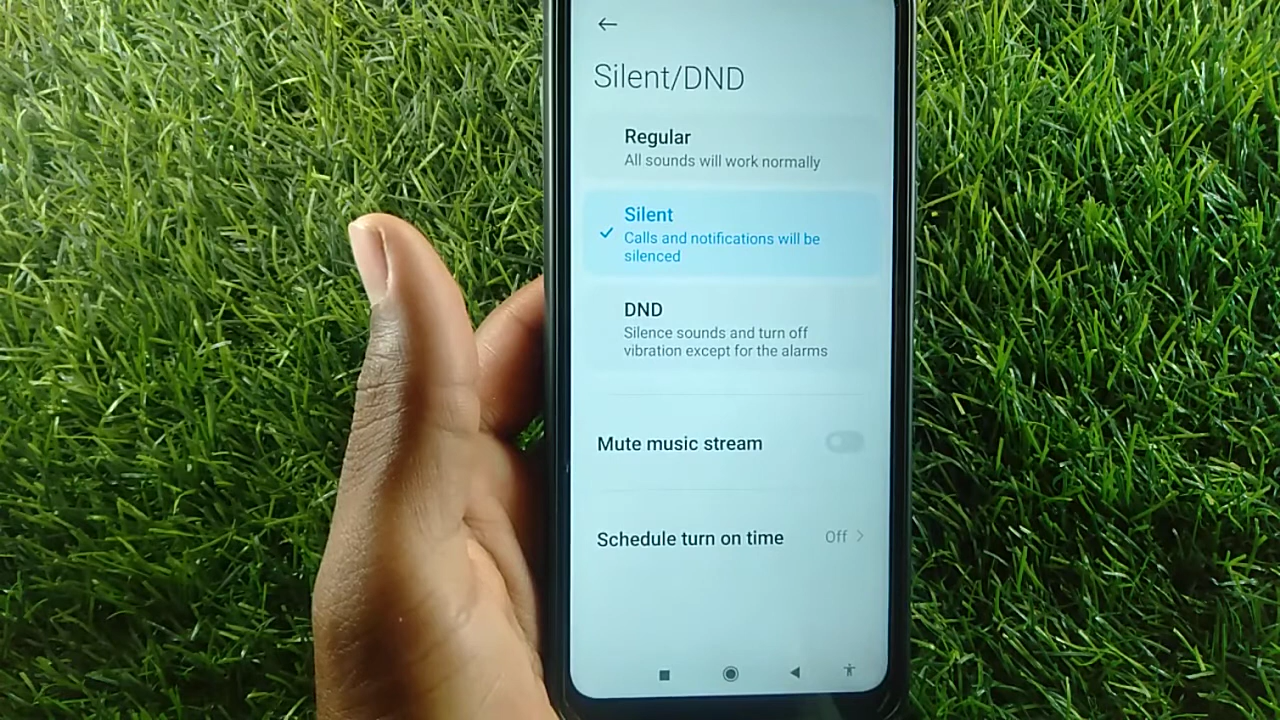 Silent/DND
Regular
All sounds will work normally
Silent
Calls and notifications will be
silenced
DND
Silence sounds and turn off
vibration except for the alarms
Mute music stream
Schedule turn on time Off